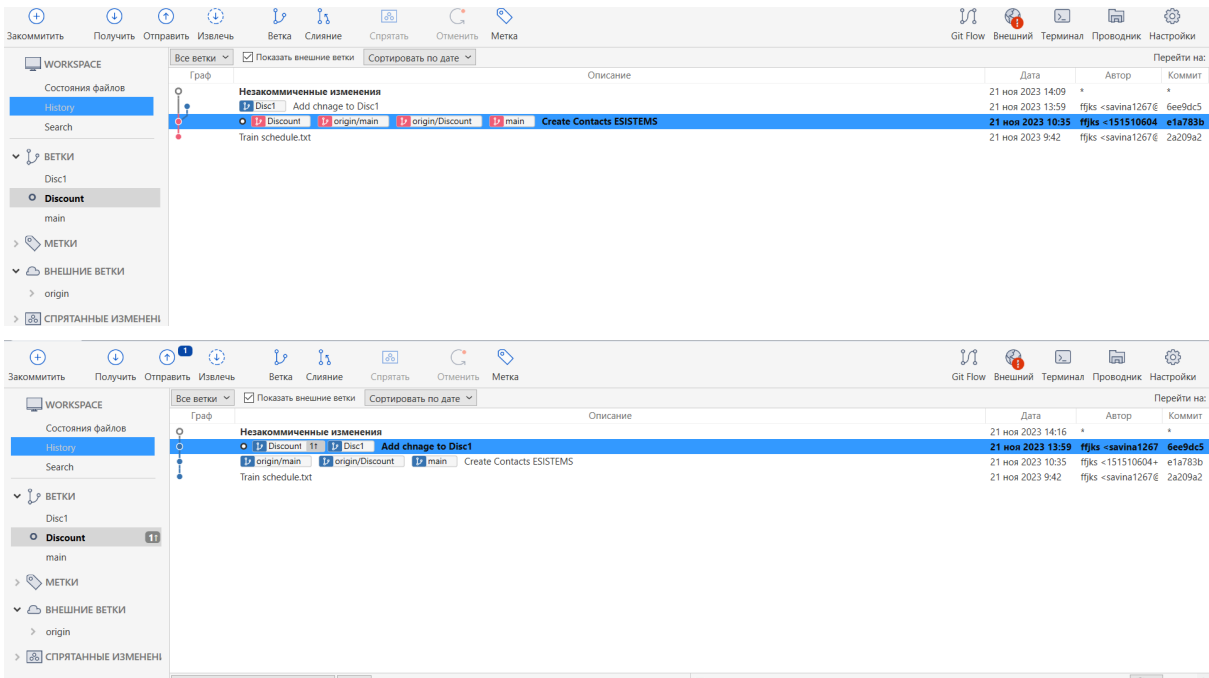 Закоммитить Получить Отправить Извлечь Ветка Слияние Спрятать Отменить Метка Git Flow Внешний Терминал Проводник Настройки
WORKSPACE Все ветки Показать внешние ветки Сортировать по дате Перейти на:
Граф Описание Дата Автор Коммит
Состояния файлов Незакоммиченные изменения 21 ноя 2023 14:09 * *
History Disc1 Add chnage to Disc1 21 ноя 2023 13:59 ffjks <savina1267@ 6ee9dc5
Search Discount origin/main origin/Discount main Create Contacts ESISTEMS 21 ноя 2023 10:35 ffjks <151510604 e1a783b
Train schedule.txt 21 ноя 2023 9:42 ffjks <savina1267@ 2a209a2
ВЕТКИ
Disc1
Discount
main
МЕТКИ
ВНЕШНИЕ ВЕТКИ
origin
СПРЯТАННЫЕ ИЗМЕНЕНИ
1
Закоммитить Получить Отправить Извлечь Ветка Слияние Спрятать Отменить Метка Git Flow Внешний Терминал Проводник Настройки
WORKSPACE Все ветки Показать внешние ветки Сортировать по дате Перейти на:
Граф Описание Дата Автор Коммит
Состояния файлов Незакоммиченные изменения 21 ноя 2023 14:16 * *
History Discount 1↑ Disc1 Add chnage to Disc1 21 ноя 2023 13:59 ffjks <savina1267 6ee9dc5
Search origin/main origin/Discount main Create Contacts ESISTEMS 21 ноя 2023 10:35 ffjks <151510604+ e1a783b
Train schedule.txt 21 ноя 2023 9:42 ffjks <savina1267@ 2a209a2
ВЕТКИ
Disc1
Discount 1↑
main
МЕТКИ
ВНЕШНИЕ ВЕТКИ
origin
СПРЯТАННЫЕ ИЗМЕНЕНИ